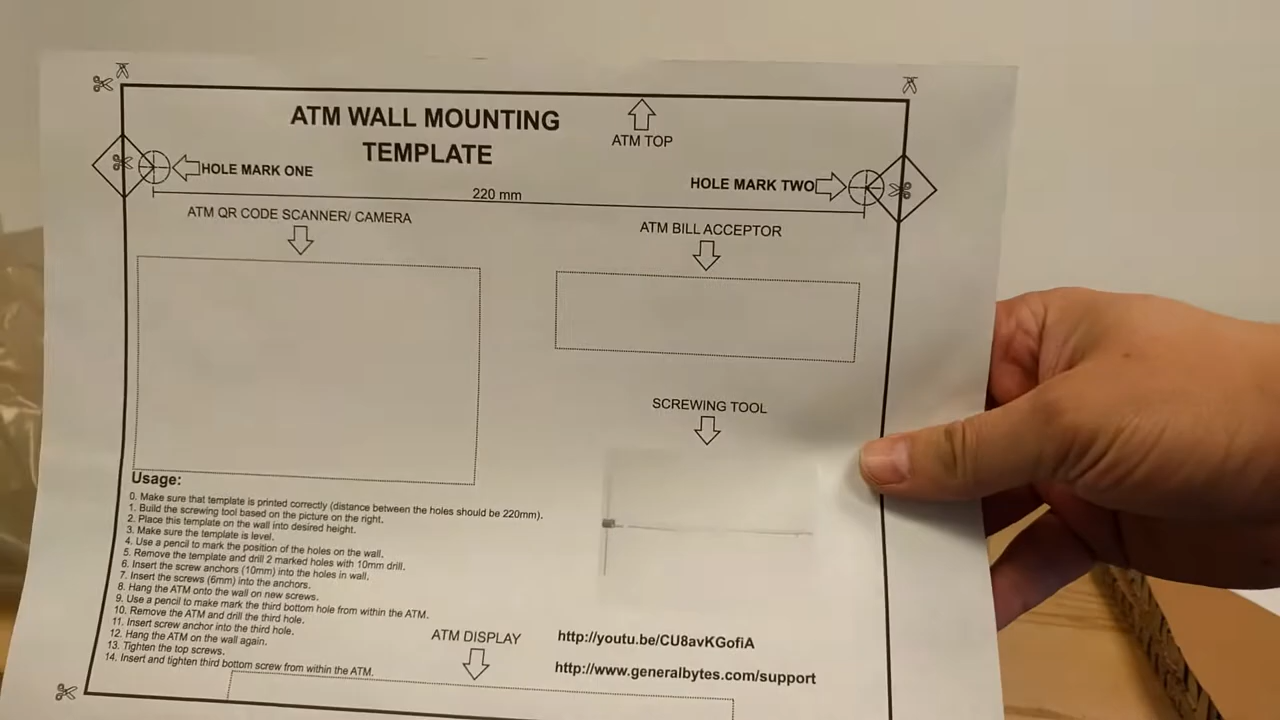 ATM WALL MOUNTING
TEMPLATE
ATM TOP
HOLE MARK ONE
HOLE MARK TWO
220 mm
ATM QR CODE SCANNER/ CAMERA
ATM BILL ACCEPTOR
SCREWING TOOL
Usage:
0. Make sure that template is printed correctly (distance between the holes should be 220mm).
1. Build the screwing tool based on the picture on the right.
2. Place this template on the wall into desired height.
3. Make sure the template is level.
4. Use a pencil to mark the position of the holes on the wall.
5. Remove the template and drill 2 marked holes with 10mm drill.
6. Insert the screw anchors (10mm) into the holes in wall.
7. Insert the screws (6mm) into the anchors.
8. Hang the ATM onto the wall on new screws.
9. Use a pencil to make mark the third bottom hole from within the ATM.
10. Remove the ATM and drill the third hole.
11. Insert screw anchor into the third hole.
12. Hang the ATM on the wall again.
13. Tighten the top screws.
14. Insert and tighten third bottom screw from within the ATM.
ATM DISPLAY
http://youtu.be/CU8avKGofiA
http://www.generalbytes.com/support